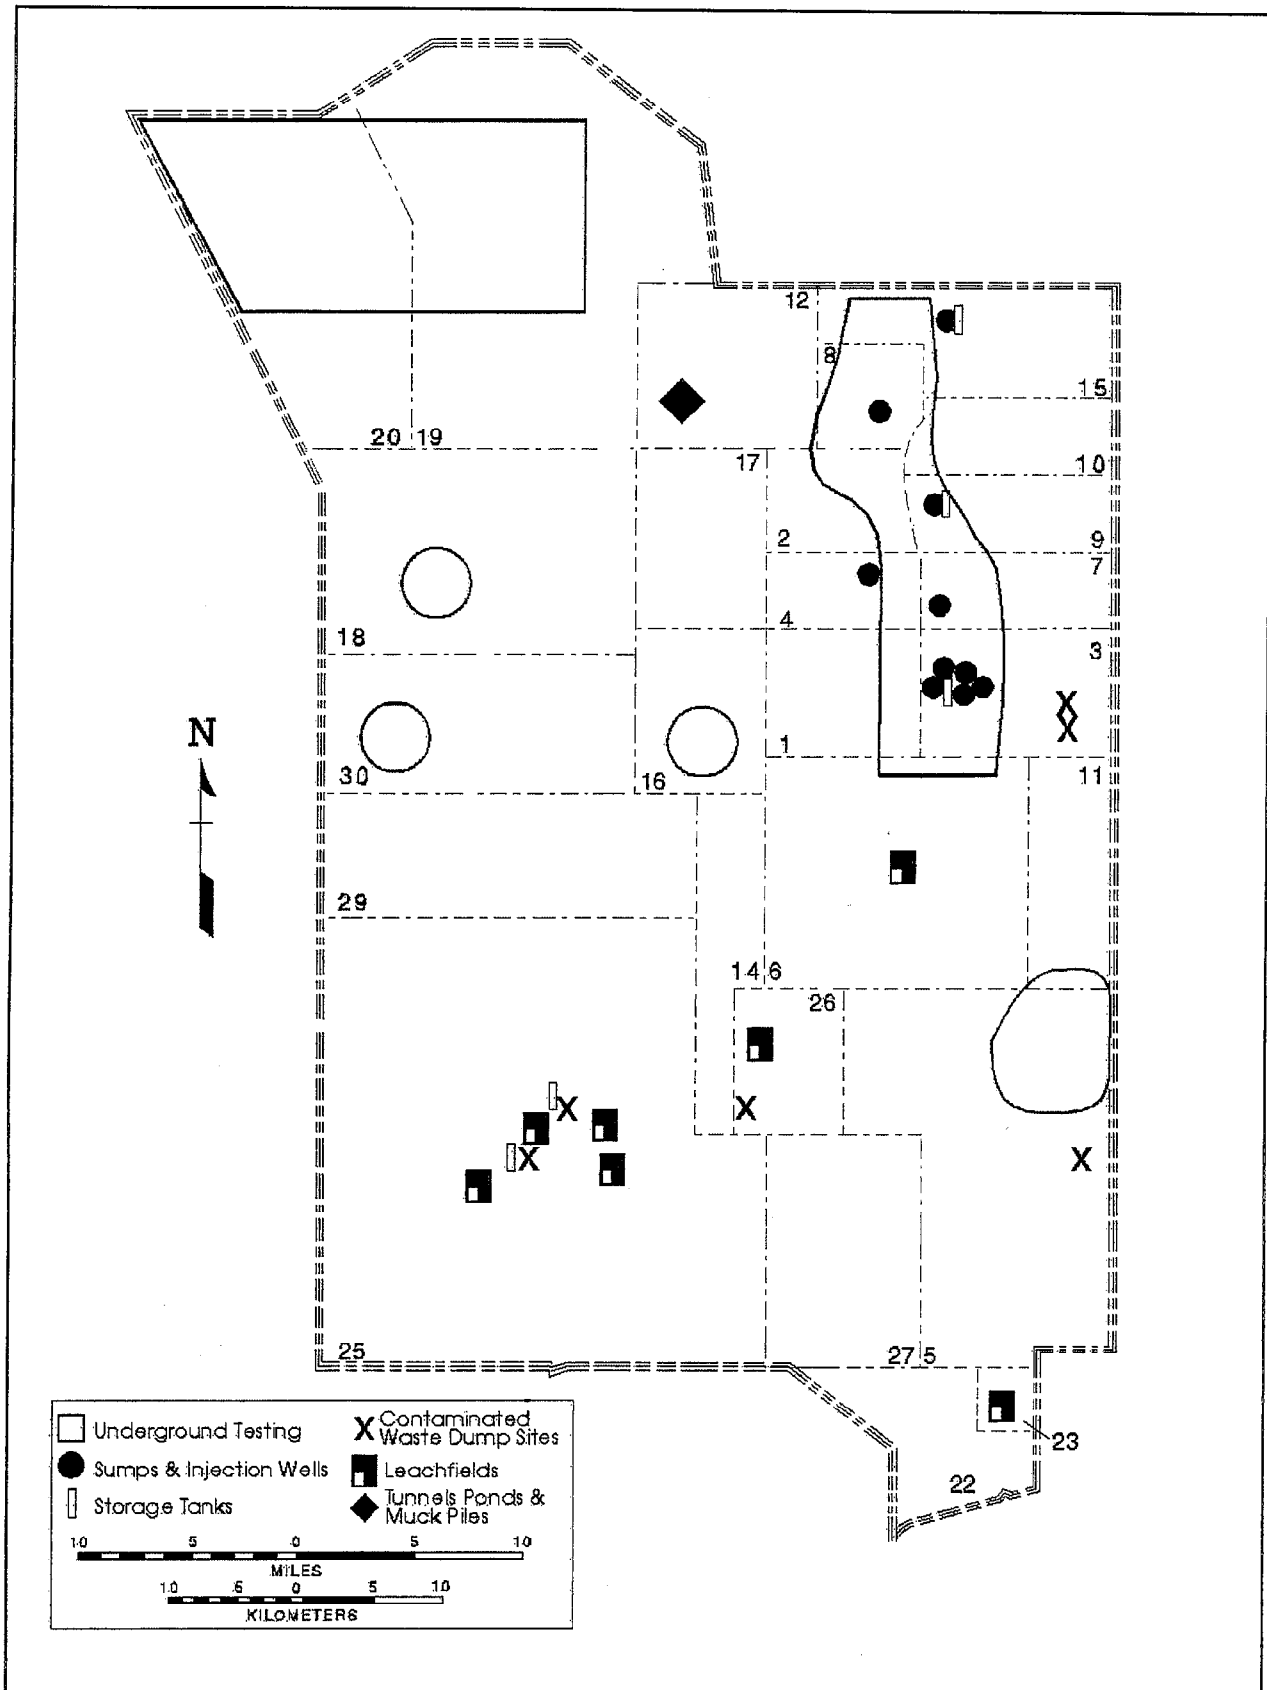 12
8
15
20 19
17
10
2
9
7
18
4
3
N
30
16
1
11
29
14 6
26
25
27 5
23
22
Underground Testing
X Contaminated
Waste Dump Sites
Sumps & Injection Wells
Leachfields
Storage Tanks
Tunnels Ponds &
Muck Piles
10 5 0 5 10
MILES
10 5 0 5 10
KILOMETERS
X
X
X
X
X
X